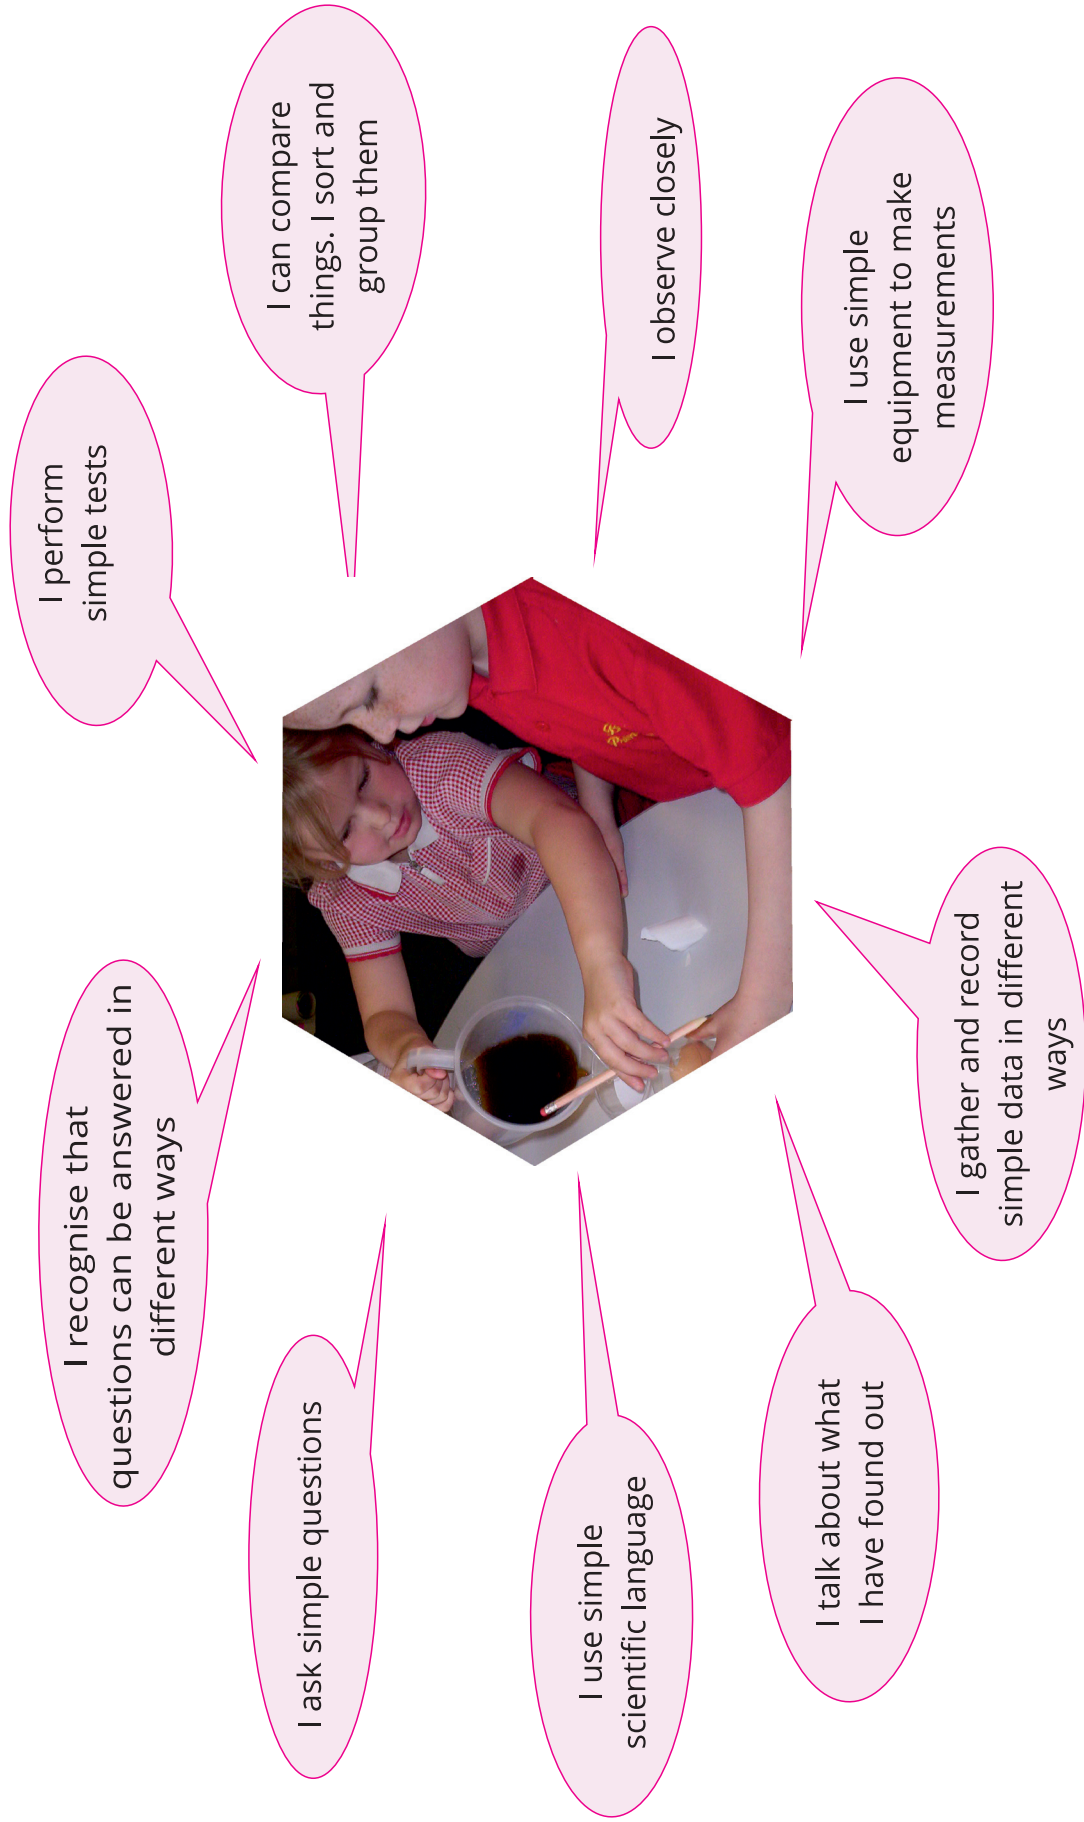 I ask simple questions
I recognise that
questions can be answered in
different ways
I perform
simple tests
I can compare
things. I sort and
group them
I observe closely
I use simple
equipment to make
measurements
I gather and record
simple data in different
ways
I talk about what
I have found out
I use simple
scientific language